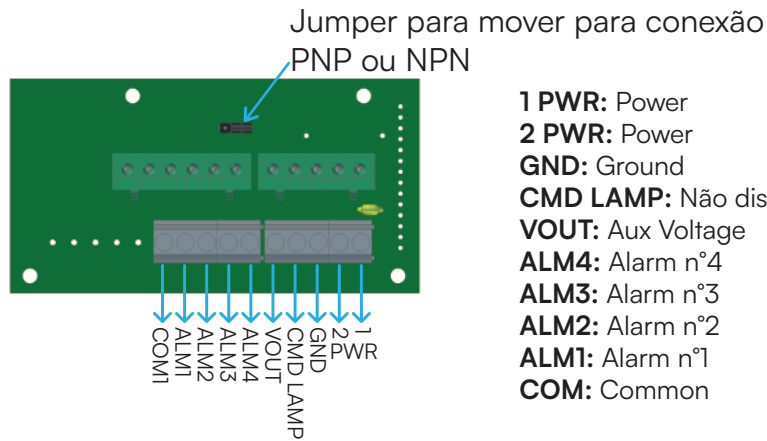 Jumper para mover para conexão
PNP ou NPN
1 PWR: Power
2 PWR: Power
GND: Ground
CMD LAMP: Não dis
VOUT: Aux Voltage
ALM4: Alarm n°4
ALM3: Alarm n°3
ALM2: Alarm n°2
ALM1: Alarm n°1
COM: Common
COM1
ALM1
ALM2
ALM3
ALM4
VOUT
CMD LAMP
GND
2 PWR
1